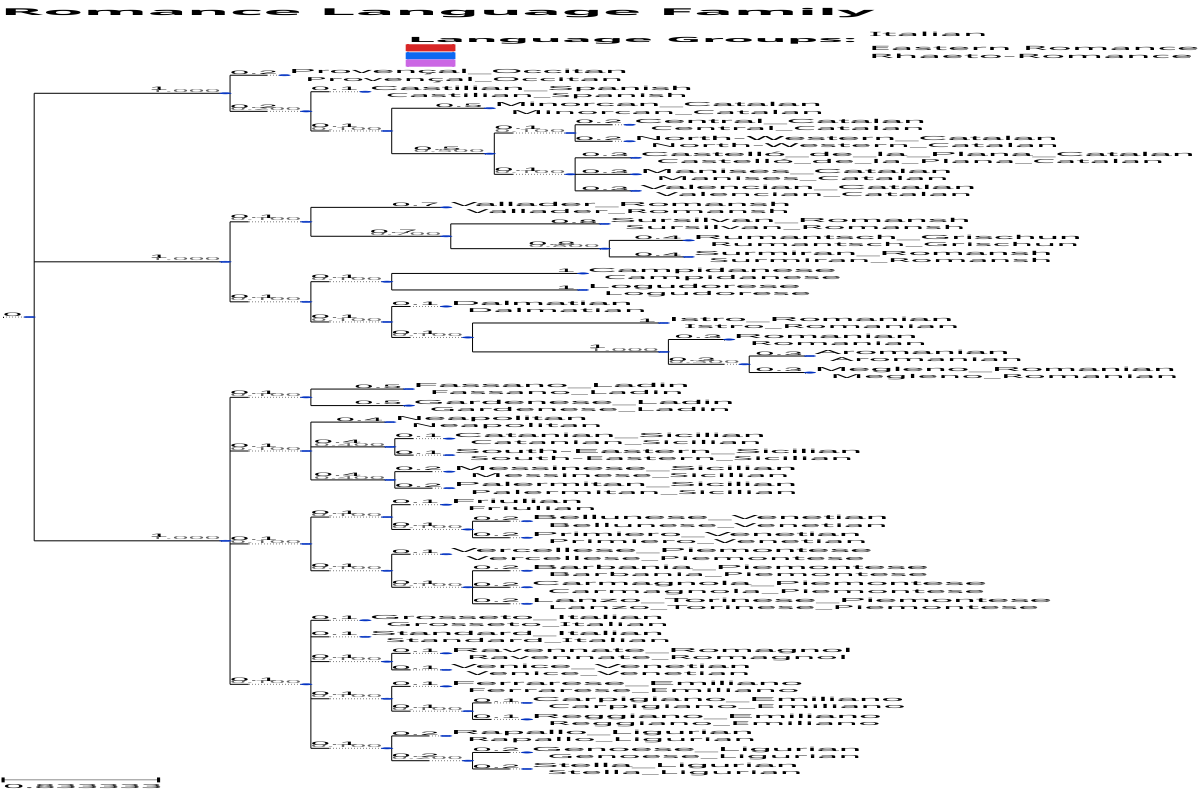 Romance Language Family
Language Groups:
Italian
Eastern Romance
Rhaeto-Romance
0.2 Provençal_Occitan
Provençal_Occitan
1.000
0.1 Castilian_Spanish
Castilian_Spanish
0.2
0.5 Minorcan_Catalan
Minorcan_Catalan
0.2 Central_Catalan
Central_Catalan
0.1
0.1
0.2 North-Western_Catalan
North-Western_Catalan
0.5
0.3 Castelló_de_la_Plana_Catalan
Castelló_de_la_Plana_Catalan
0.1
0.3 Manises_Catalan
Manises_Catalan
0.3 Valencian_Catalan
Valencian_Catalan
0.7 Vallader_Romansh
Vallader_Romansh
0.1
0.8 Sursilvan_Romansh
Sursilvan_Romansh
0.7
0.4 Rumantsch_Grischun
Rumantsch_Grischun
0.8
0.4 Surmiran_Romansh
Surmiran_Romansh
1.000
1 Campidanese
Campidanese
0.1
1 Logudorese
Logudorese
0.1
0.1 Dalmatian
Dalmatian
0
0.1
1 Istro_Romanian
Istro_Romanian
0.1
0.3 Romanian
Romanian
1.000
0.3 Aromanian
Aromanian
0.3
0.3 Megleno_Romanian
Megleno_Romanian
0.5 Fassano_Ladin
Fassano_Ladin
0.1
0.5 Gardenese_Ladin
Gardenese_Ladin
0.4 Neapolitan
Neapolitan
0.1 Catanian_Sicilian
Catanian_Sicilian
0.1
0.4
0.1 South-Eastern_Sicilian
South-Eastern_Sicilian
0.2 Messinese_Sicilian
Messinese_Sicilian
0.4
0.2 Palermitan_Sicilian
Palermitan_Sicilian
0.1 Friulian
Friulian
0.1
0.2 Bellunese_Venetian
Bellunese_Venetian
0.1
0.2 Primiero_Venetian
Primiero_Venetian
1.000
0.1
0.1 Vercellese_Piemontese
Vercellese_Piemontese
0.1
0.2 Barbania_Piemontese
Barbania_Piemontese
0.1
0.2 Carmagnola_Piemontese
Carmagnola_Piemontese
0.2 Lanzo_Torinese_Piemontese
Lanzo_Torinese_Piemontese
0.1 Grosseto_Italian
Grosseto_Italian
0.1 Standard_Italian
Standard_Italian
0.1 Ravennate_Romagnol
Ravennate_Romagnol
0.1
0.1 Venice_Venetian
Venice_Venetian
0.1
0.1 Ferrarese_Emiliano
Ferrarese_Emiliano
0.1
0.1 Carpigiano_Emiliano
Carpigiano_Emiliano
0.1
0.1 Reggiano_Emiliano
Reggiano_Emiliano
0.2 Rapallo_Ligurian
Rapallo_Ligurian
0.1
0.2 Genoese_Ligurian
Genoese_Ligurian
0.2
0.2 Stella_Ligurian
Stella_Ligurian
0.833333